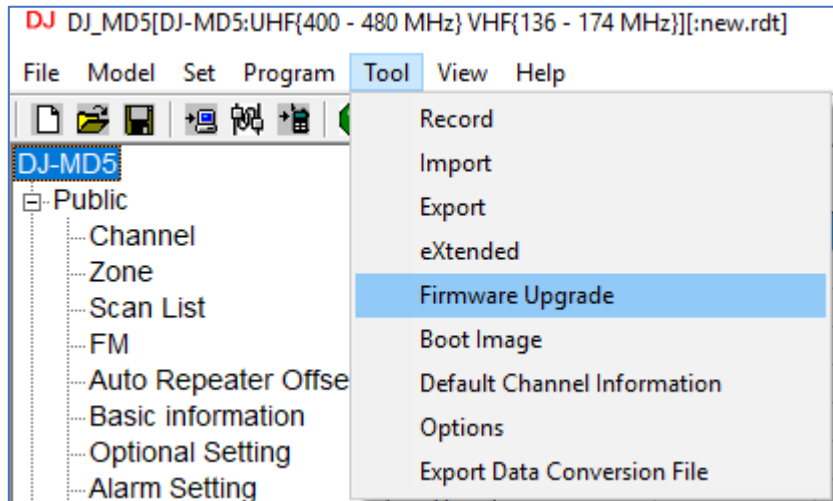 DJ DJ_MD5[DJ-MD5:UHF{400 - 480 MHz} VHF{136 - 174 MHz}][:new.rdt]
File Model Set Program Tool View Help
Record
Import
Export
eXtended
Firmware Upgrade
Boot Image
Default Channel Information
Options
Export Data Conversion File
DJ-MD5
Public
Channel
Zone
Scan List
FM
Auto Repeater Offse
Basic information
Optional Setting
Alarm Setting